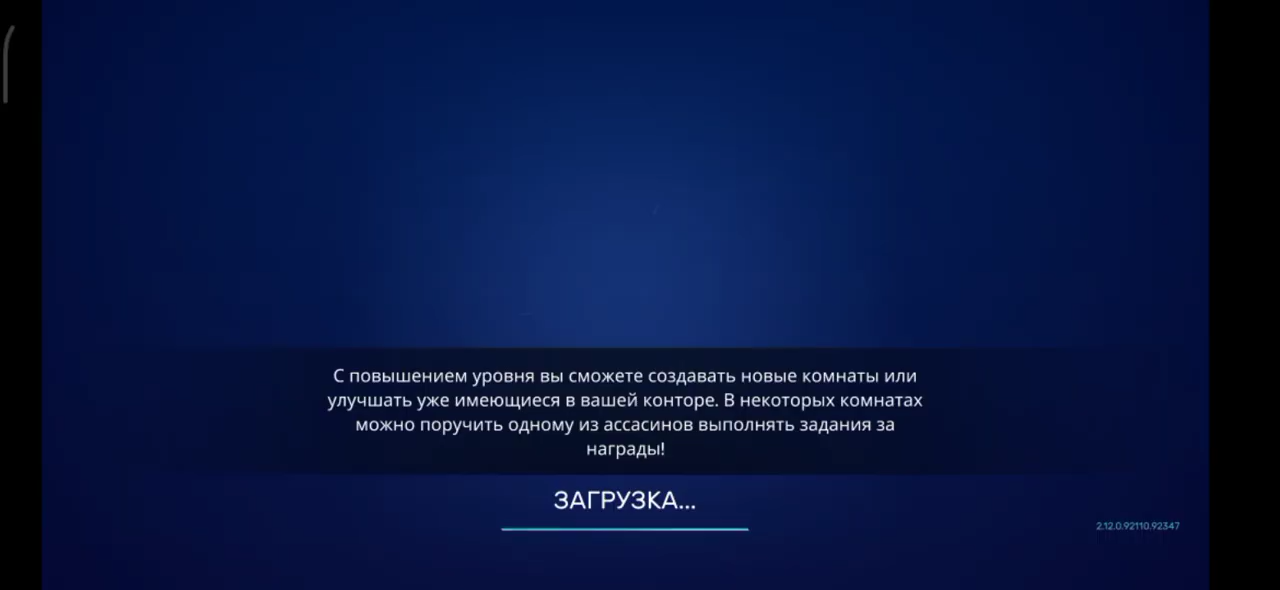 С повышением уровня вы сможете создавать новые комнаты или
улучшать уже имеющиеся в вашей конторе. В некоторых комнатах
можно поручить одному из ассасинов выполнять задания за
награды!
ЗАГРУЗКА...
2.12.0.92110.92347